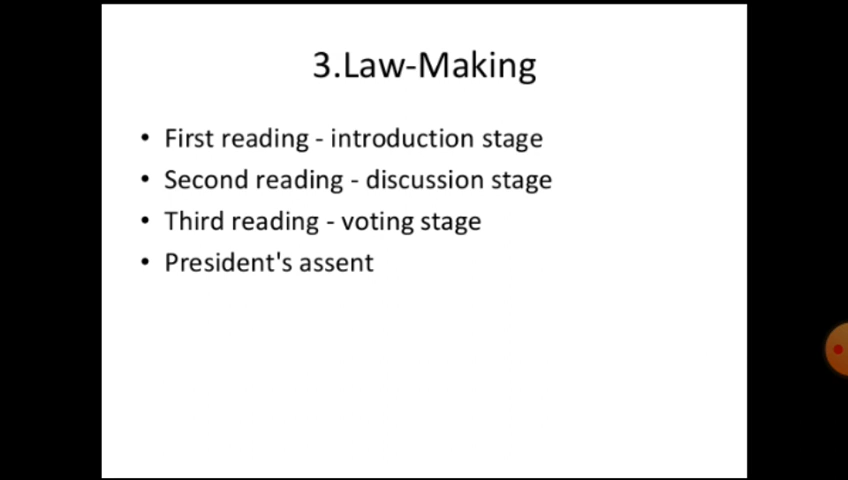 3.Law-Making
• First reading - introduction stage
• Second reading - discussion stage
• Third reading - voting stage
• President's assent